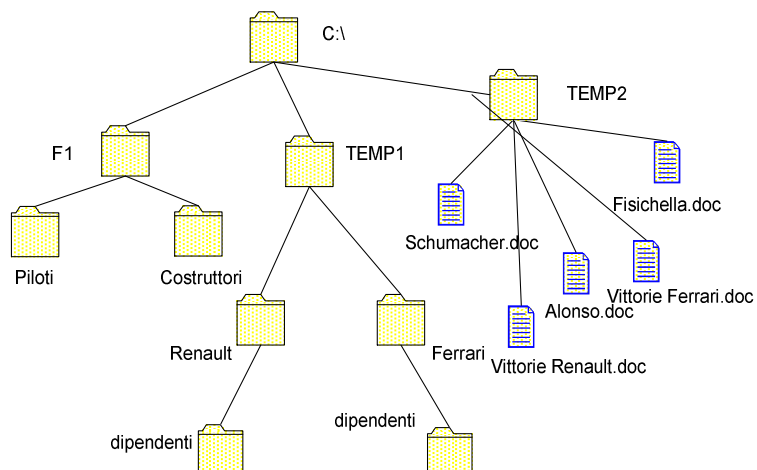 C:\
TEMP2
F1
TEMP1
Fisichella.doc
Schumacher.doc
Piloti
Costruttori
Vittorie Ferrari.doc
Alonso.doc
Renault
Ferrari
Vittorie Renault.doc
dipendenti
dipendenti